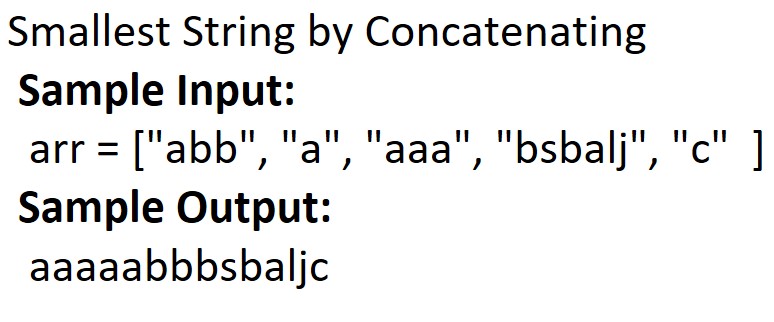 Smallest String by Concatenating
Sample Input:
arr = ["abb", "a", "aaa", "bsbalj", "c"  ]
Sample Output:
aaaaabbbsbaljc